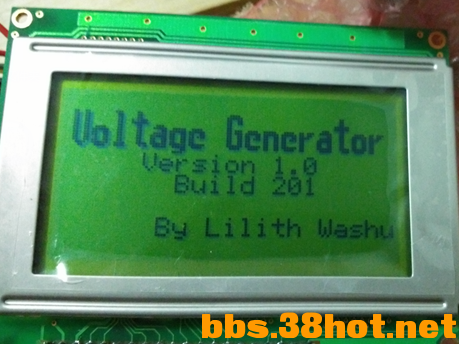 Voltage Generator
Version 1.0
Build 201
By Lilith Washu
bbs.38hot.net